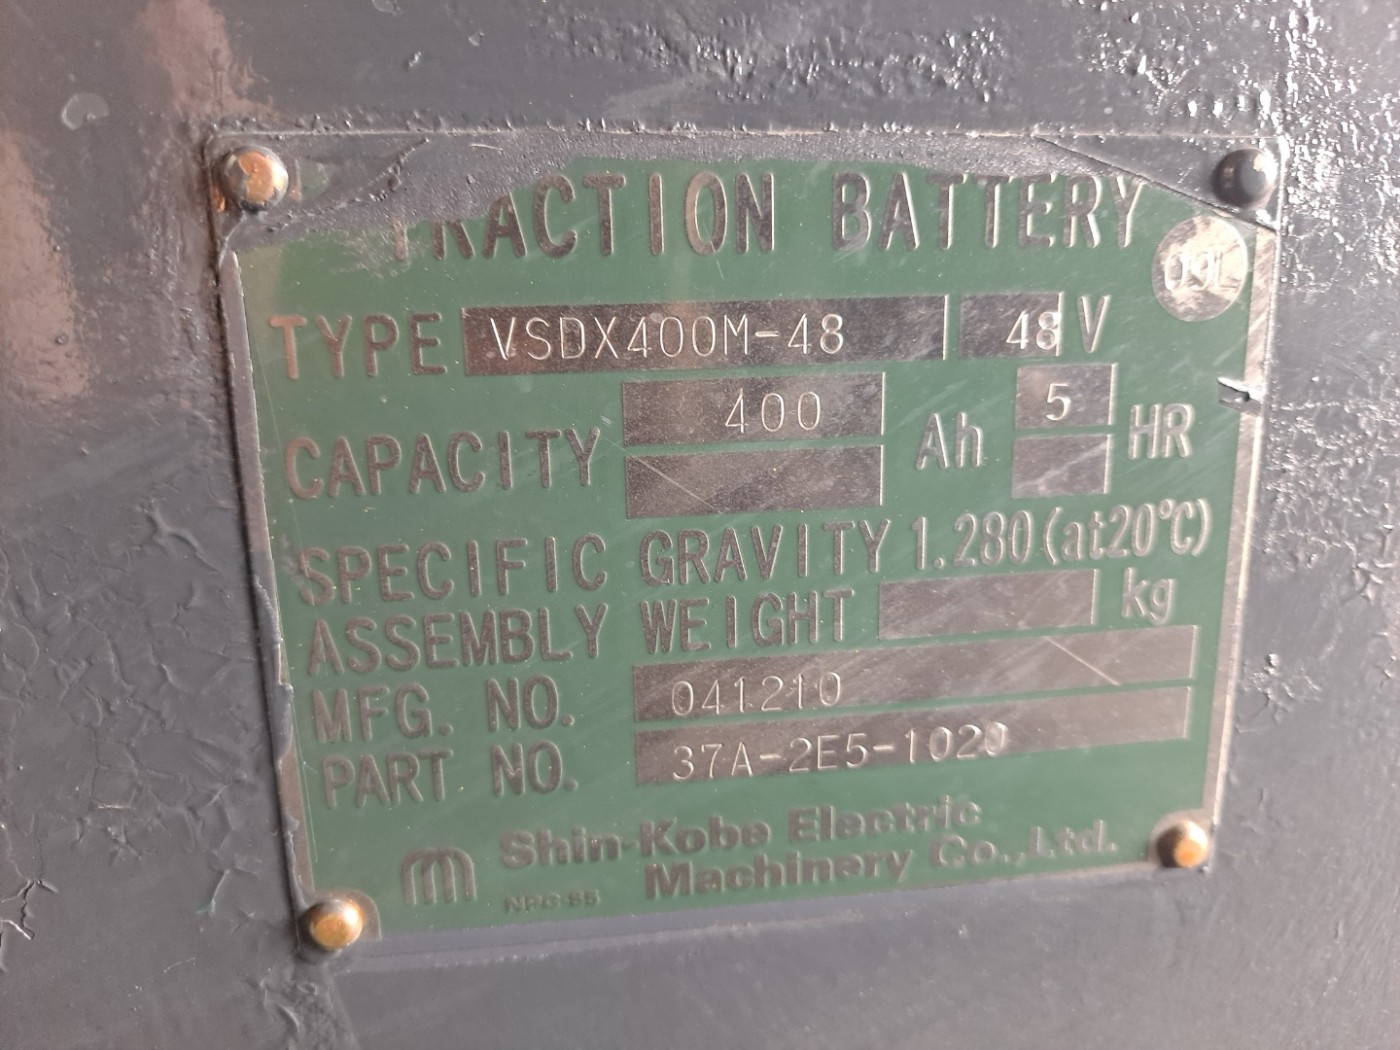 TRACTION BATTERY
09L
TYPE VSDX400M-48 48 V
CAPACITY 400 Ah 5 HR
SPECIFIC GRAVITY 1.280 (at20°C)
ASSEMBLY WEIGHT kg
MFG. NO. 041210
PART NO. 37A-2E5-1020
Shin-Kobe Electric
Machinery Co.,Ltd.